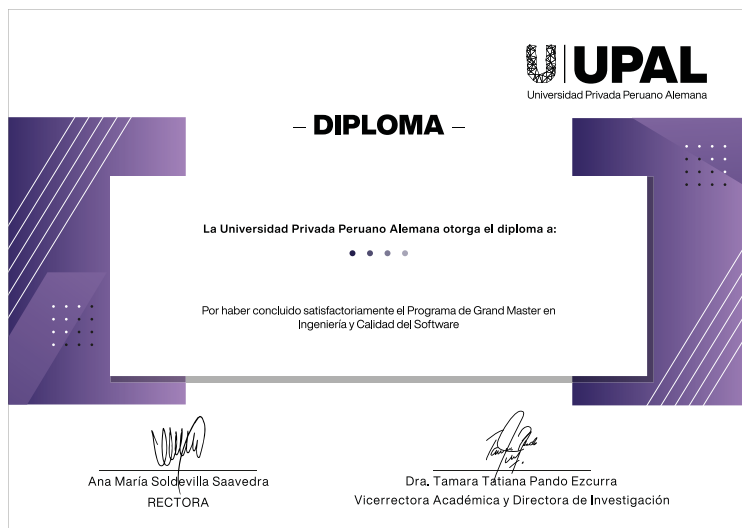 UPAL
Universidad Privada Peruano Alemana
– DIPLOMA –
La Universidad Privada Peruano Alemana otorga el diploma a:
Por haber concluido satisfactoriamente el Programa de Grand Master en
Ingeniería y Calidad del Software
Ana María Soldevilla Saavedra
RECTORA
Dra. Tamara Tatiana Pando Ezcurra
Vicerrectora Académica y Directora de Investigación